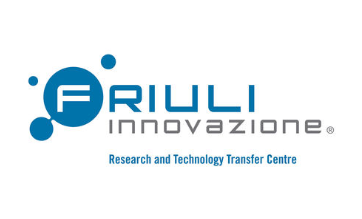 FRIULI
innovazione®
Research and Technology Transfer Centre